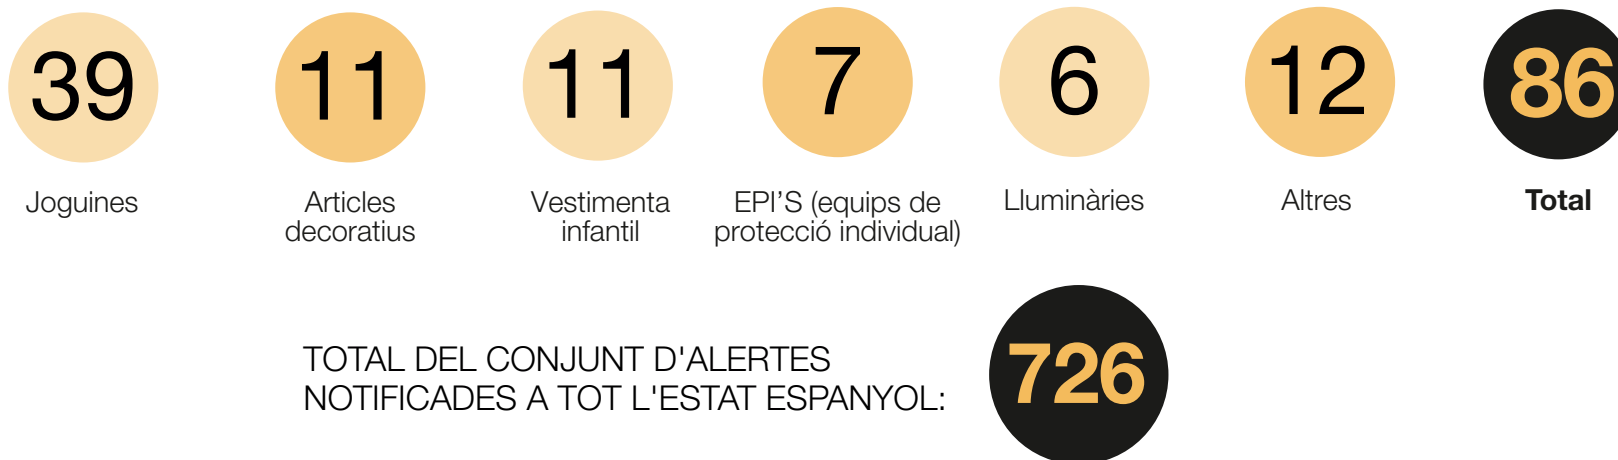 39 11 11 7 6 12 86
Joguines
Articles
decoratius
Vestimenta
infantil
EPI’S (equips de
protecció individual)
Lluminàries
Altres
Total
TOTAL DEL CONJUNT D'ALERTES
NOTIFICADES A TOT L'ESTAT ESPANYOL:
726